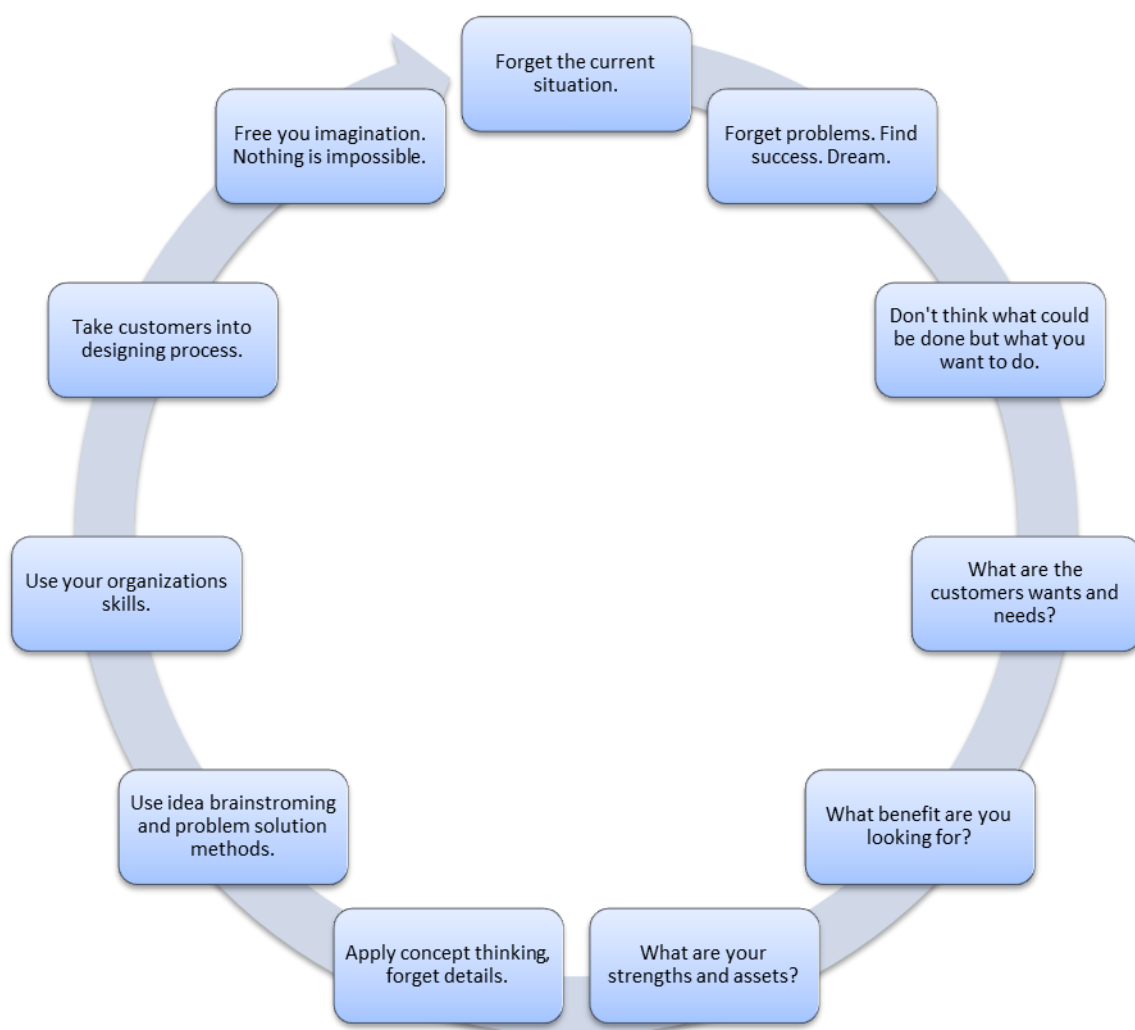 Forget the current
situation.
Forget problems. Find
success. Dream.
Don't think what could
be done but what you
want to do.
What are the
customers wants and
needs?
What benefit are you
looking for?
What are your
strengths and assets?
Apply concept thinking,
forget details.
Use idea brainstroming
and problem solution
methods.
Use your organizations
skills.
Take customers into
designing process.
Free you imagination.
Nothing is impossible.